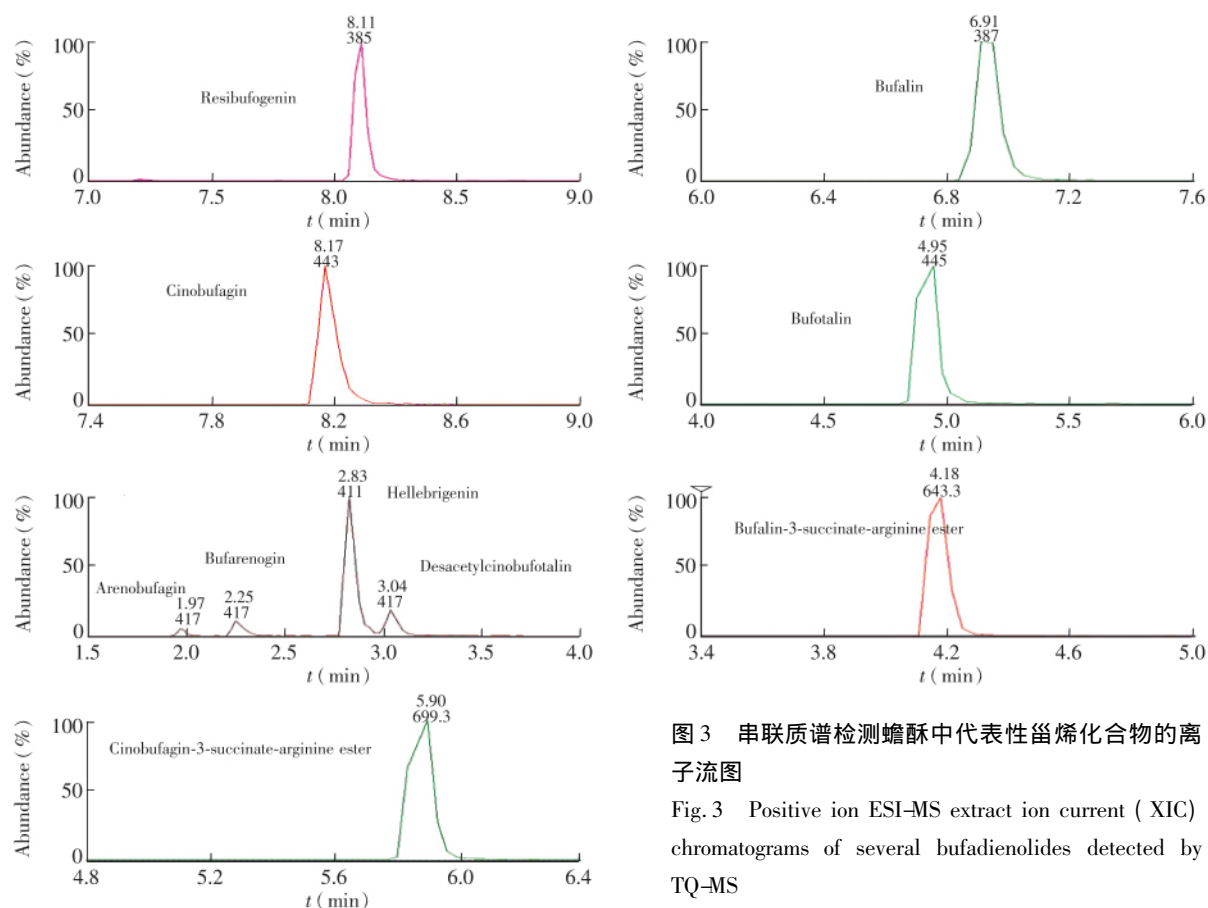 8.11
385
100
50
0
Abundance (%)
Resibufogenin
7.0 7.5 8.0 8.5 9.0
t (min)
6.91
387
100
50
0
Abundance (%)
Bufalin
6.0 6.4 6.8 7.2 7.6
t (min)
8.17
443
100
50
0
Abundance (%)
Cinobufagin
7.4 7.8 8.2 8.6 9.0
t (min)
4.95
445
100
50
0
Abundance (%)
Bufotalin
4.0 4.5 5.0 5.5 6.0
t (min)
2.83
411
Hellebrigenin
100
50
0
Abundance (%)
Bufarenogin
Desacetylcinobufotalin
Arenobufagin
1.97
417
2.25
417
3.04
417
1.5 2.0 2.5 3.0 3.5 4.0
t (min)
4.18
643.3
100
50
0
Abundance (%)
Bufalin-3-succinate-arginine ester
3.4 3.8 4.2 4.6 5.0
t (min)
5.90
699.3
100
50
0
Abundance (%)
Cinobufagin-3-succinate-arginine ester
4.8 5.2 5.6 6.0 6.4
t (min)
图 3 串联质谱检测蟾酥中代表性甾烯化合物的离
子流图
Fig. 3 Positive ion ESI-MS extract ion current ( XIC)
chromatograms of several bufadienolides detected by
TQ-MS